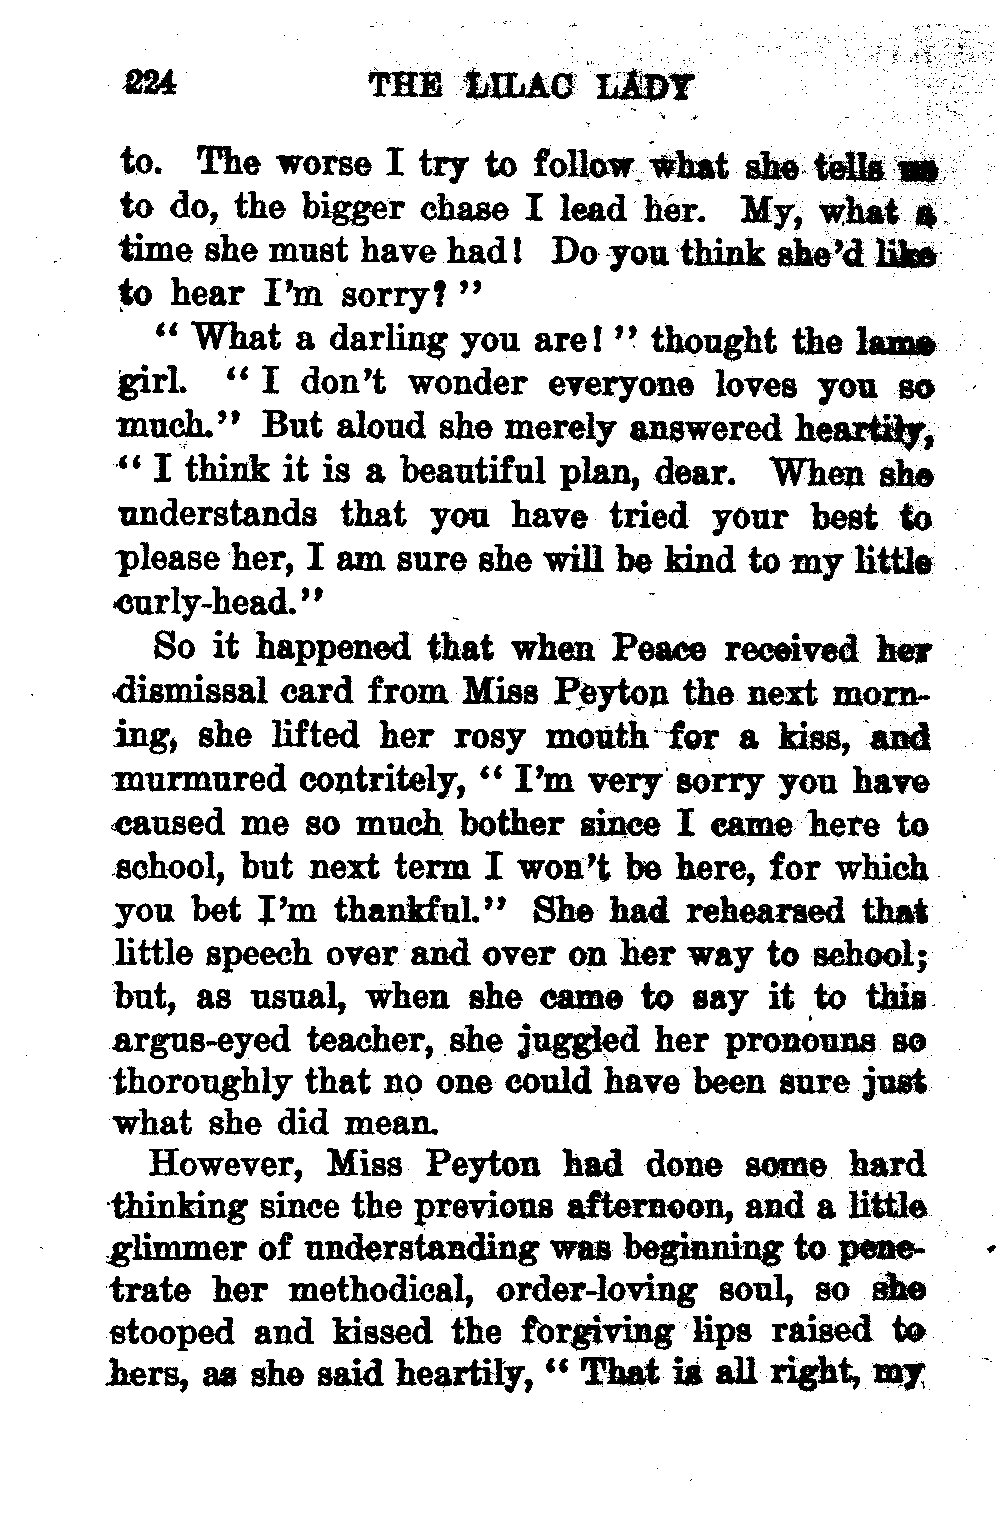 224 THE LILAC LADY
to. The worse I try to follow what she tells us
to do, the bigger chase I lead her. My, what a
time she must have had! Do you think she'd like
to hear I'm sorry?"
"What a darling you are!" thought the lame
girl. "I don't wonder everyone loves you so
much." But aloud she merely answered heartily,
"I think it is a beautiful plan, dear. When she
understands that you have tried your best to
please her, I am sure she will be kind to my little
curly-head."
So it happened that when Peace received her
dismissal card from Miss Peyton the next morn-
ing, she lifted her rosy mouth for a kiss, and
murmured contritely, "I'm very sorry you have
caused me so much bother since I came here to
school, but next term I won't be here, for which
you bet I'm thankful." She had rehearsed that
little speech over and over on her way to school;
but, as usual, when she came to say it to this
argus-eyed teacher, she juggled her pronouns so
thoroughly that no one could have been sure just
what she did mean.
However, Miss Peyton had done some hard
thinking since the previous afternoon, and a little
glimmer of understanding was beginning to pene-
trate her methodical, order-loving soul, so she
stooped and kissed the forgiving lips raised to
hers, as she said heartily, "That is all right, my